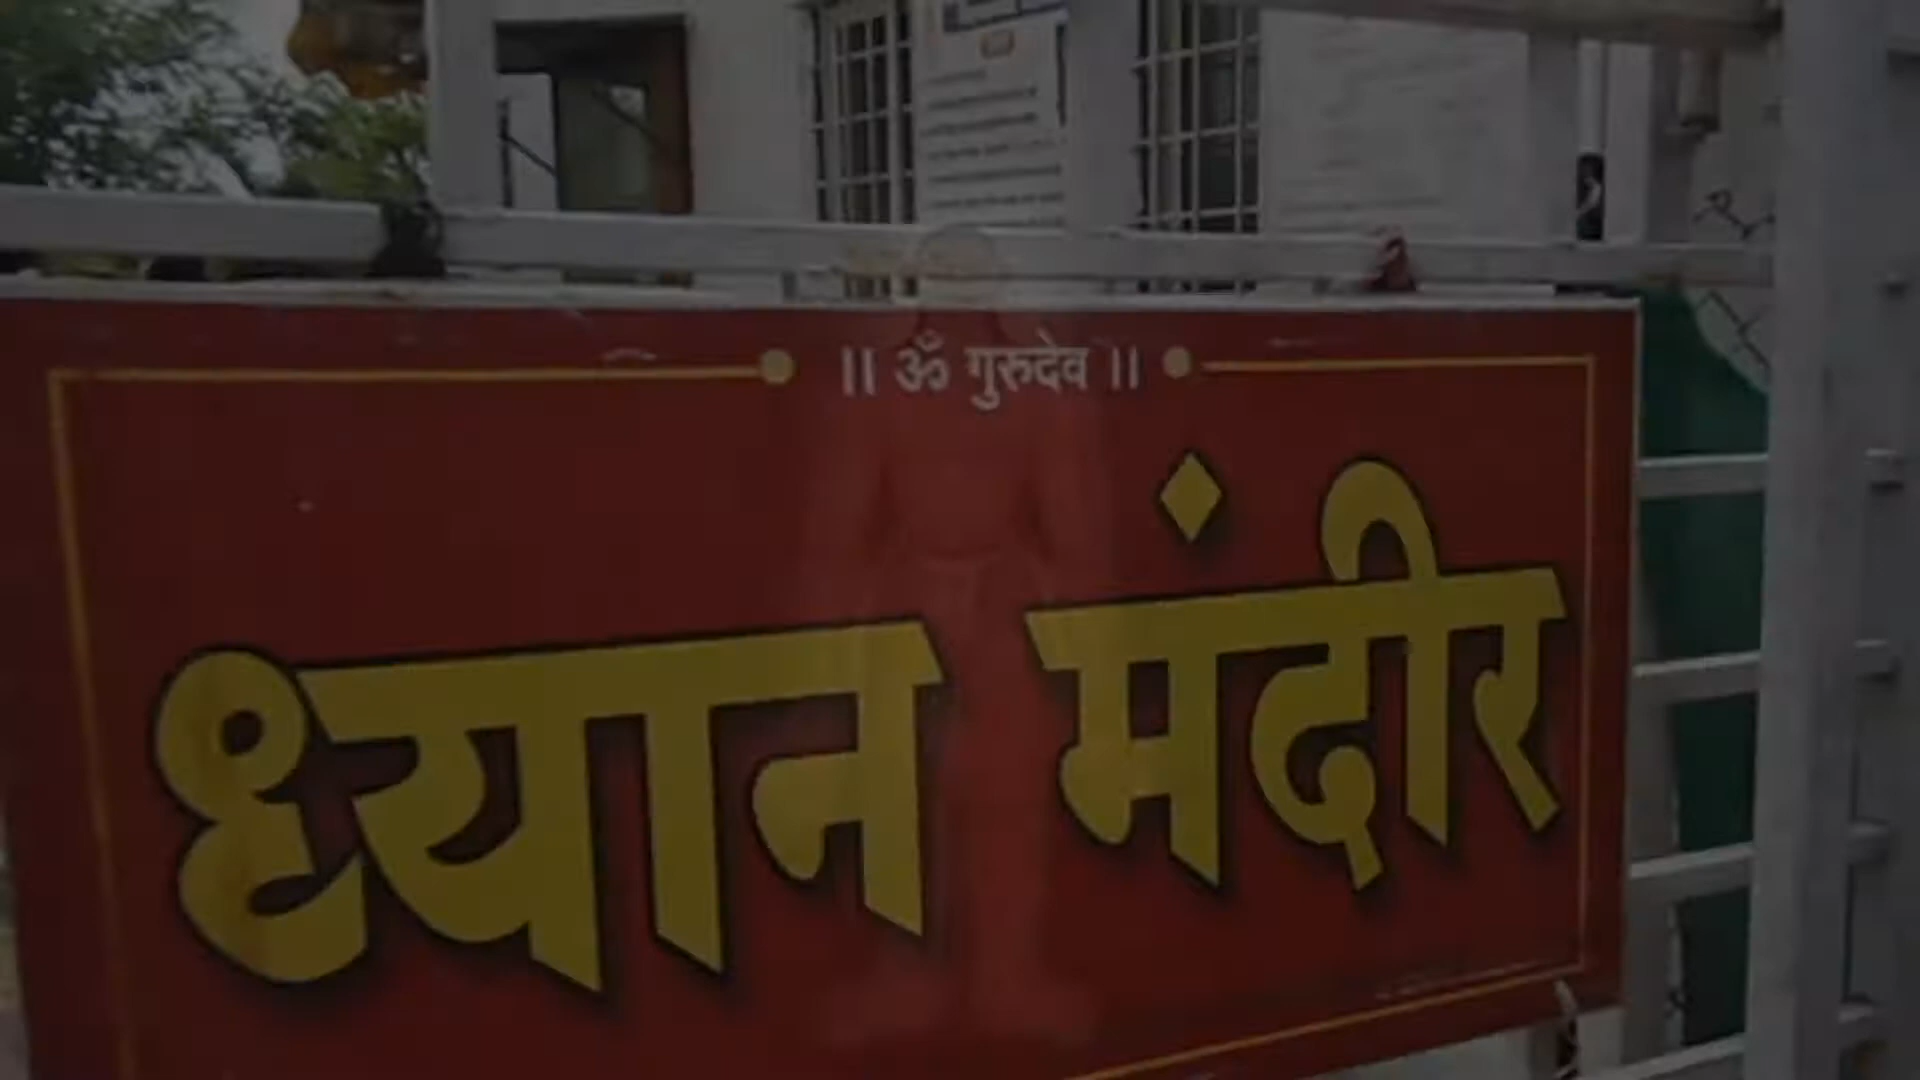 ।। ॐ गुरुदेव ।।
ध्यान मंदीर